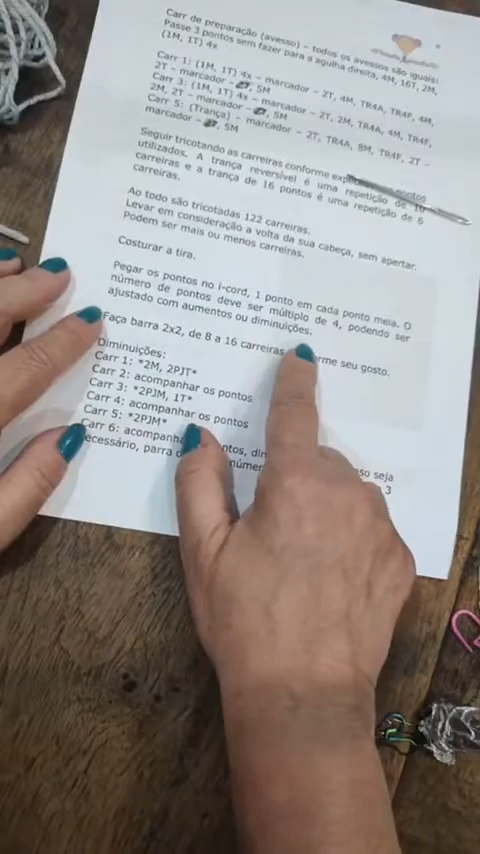 Carr de preparação (avesso) – todos os avessos são iguais:
Passe 3 pontos sem fazer para a agulha direita, 4M, 16T, 2M,
(1M, 1T) 4x
Carr 1: (1M, 1T) 4x – marcador – 2T, 4M, TR4A, TR4F, 4M,
2T – marcador – , 5M
Carr 3: (1M, 1T) 4x – marcador – 2T, 2M, TR4A, 4M, TR4F,
2M, 2T – marcador – , 5M
Carr 5: (Trança) – marcador – 2T, TR4A, 8M, TR4F, 2T –
marcador – , 5M
Seguir tricotando as carreiras conforme pontos
utilizados. A trança reversível é uma repetição de 10
carreiras e a trança de 16 pontos é uma repetição de 6
carreiras.
Ao todo são tricotadas 122 carreiras.
Levar em consideração a volta da sua cabeça, sem apertar.
Podem ser mais ou menos carreiras.
Costurar a tira.
Pegar os pontos no i-cord, 1 ponto em cada ponto meia. O
número de pontos deve ser múltiplo de 4, podendo ser
ajustado com aumentos ou diminuições.
Faça barra 2x2, de 8 a 16 carreiras, seu gosto.
Diminuições:
Carr 1: *2M, 2PJT*
Carr 2: acompanhar os pontos
Carr 3: *2PJM, 1T*
Carr 4: acompanhar os pontos
Carr 5: *2PJM*
Carr 6: seja
parra 3